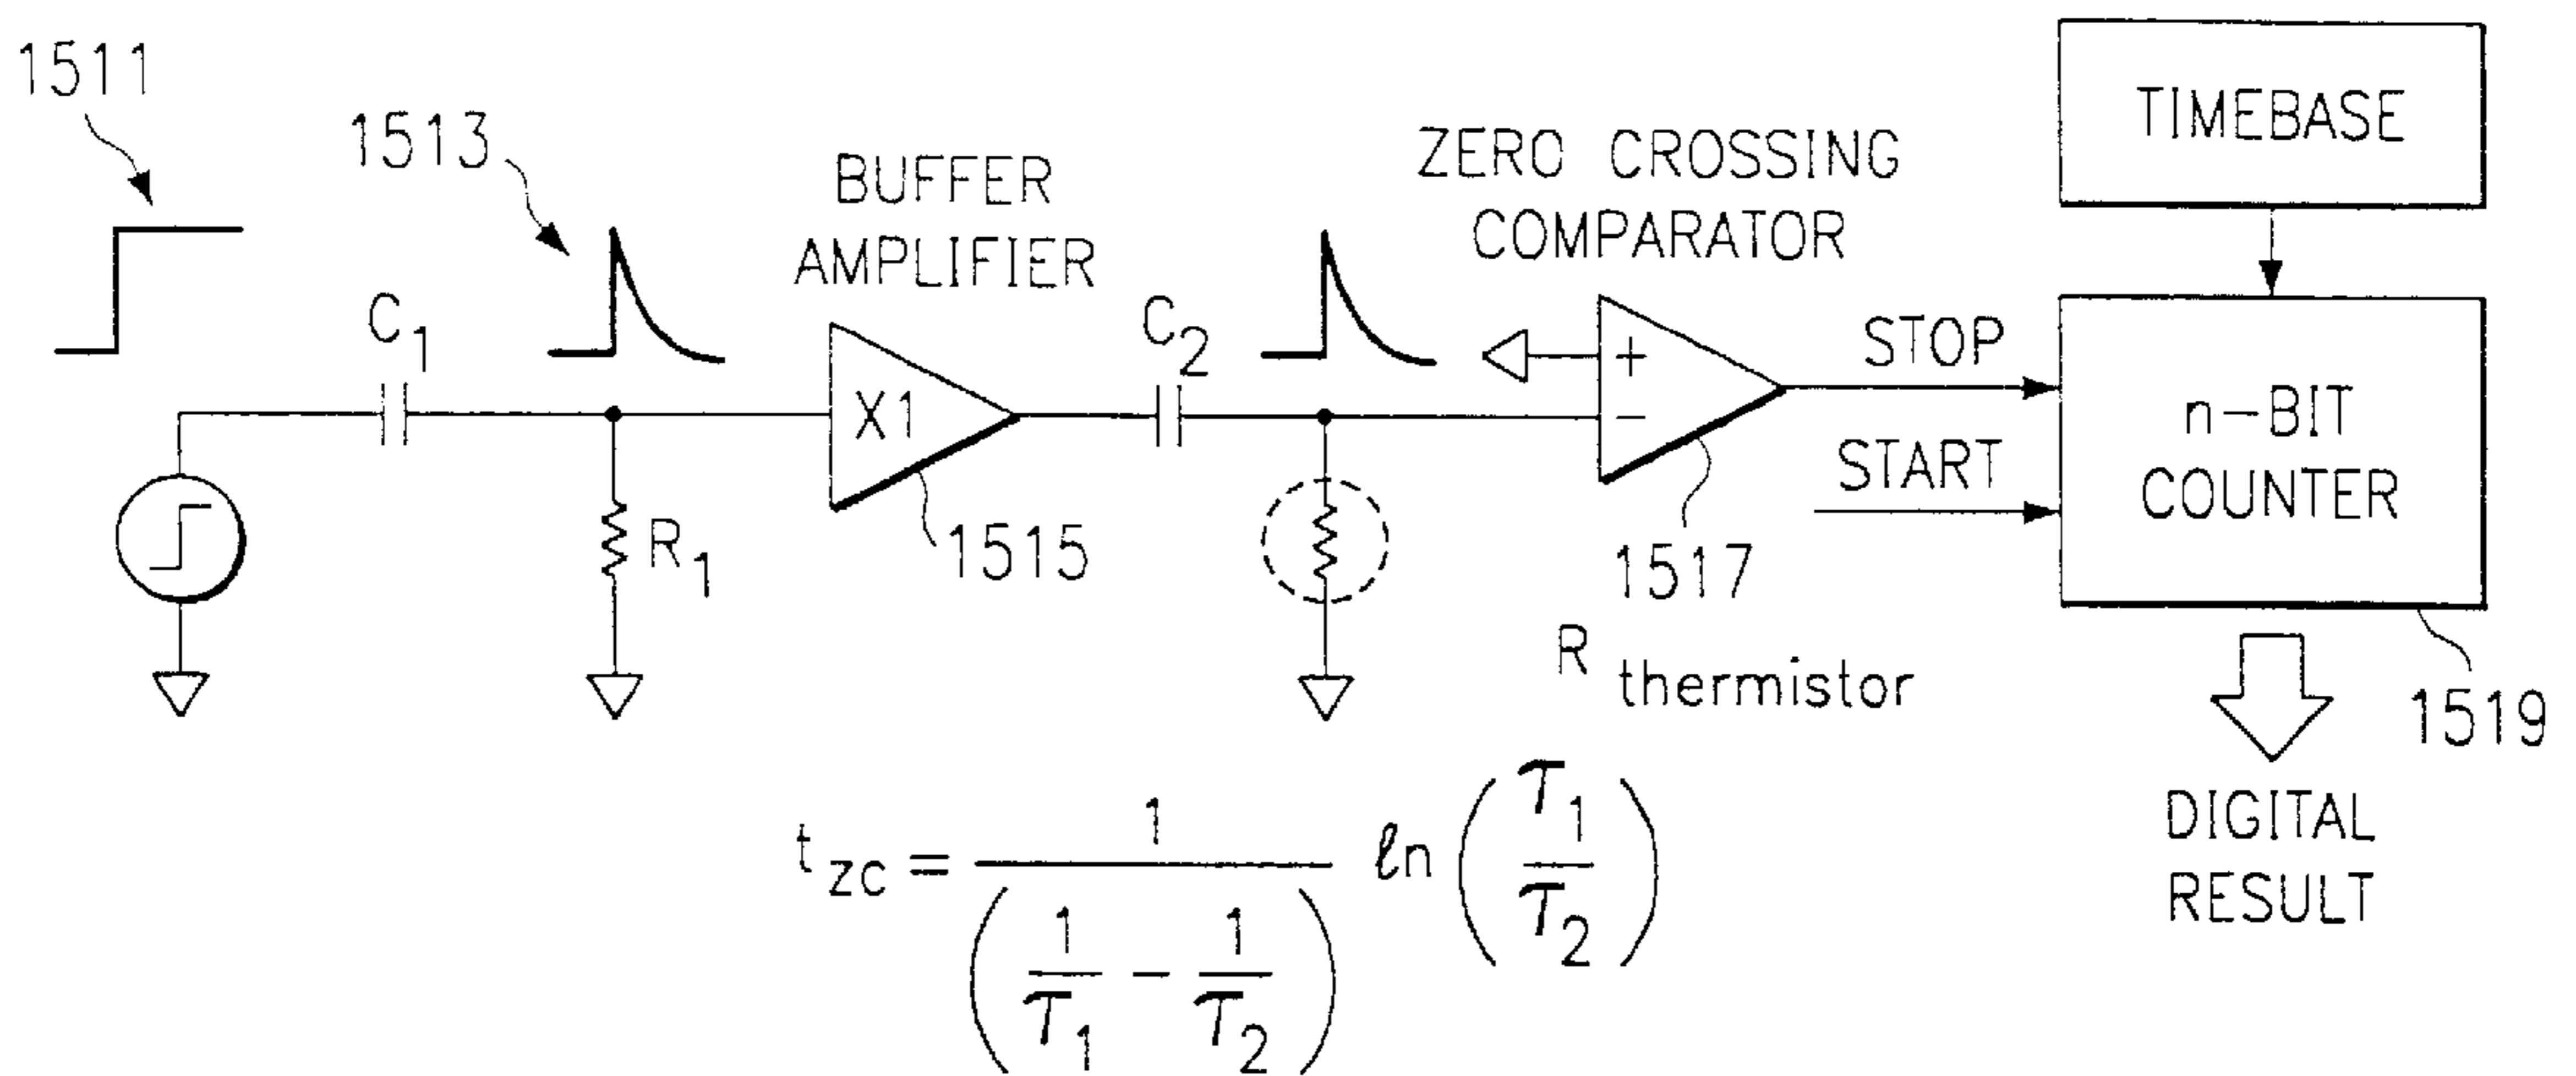 1511
1513
BUFFER
AMPLIFIER
ZERO CROSSING
COMPARATOR
TIMEBASE
C1
C2
X1
+
−
STOP
START
n-BIT
COUNTER
R1
1515
1517
R thermistor
1519
DIGITAL
RESULT
t zc = 1 / (1/τ1 − 1/τ2) ln (τ1/τ2)